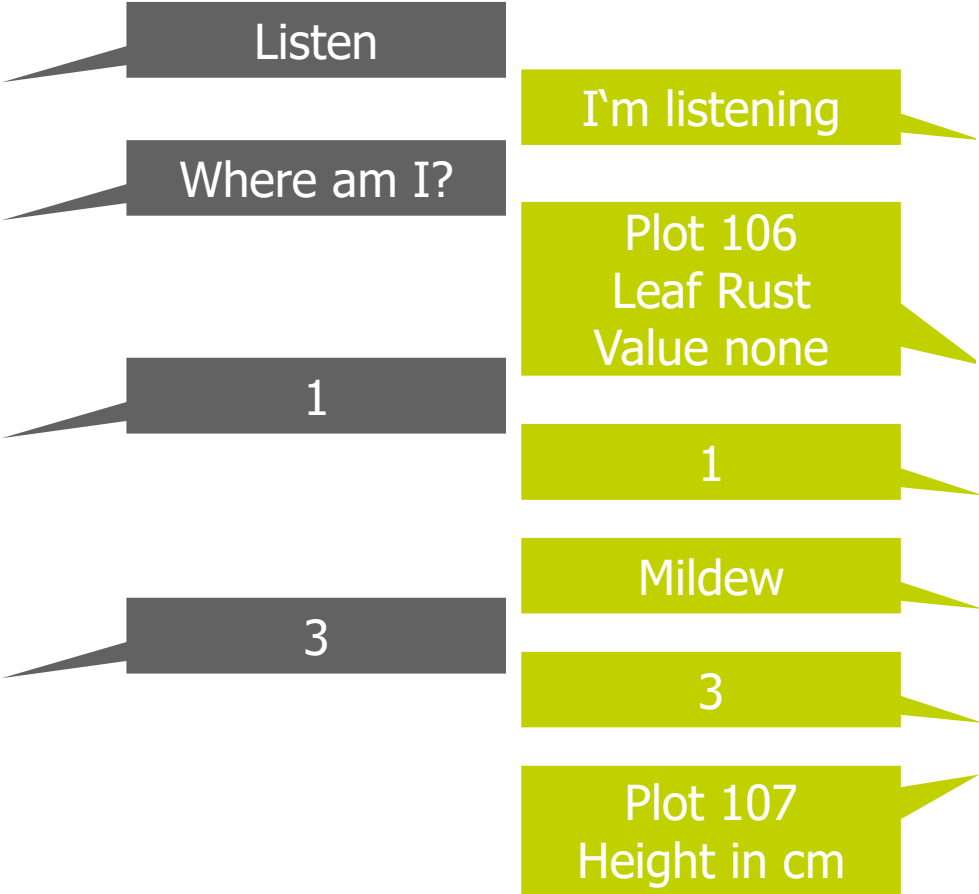 Listen
I‘m listening
Where am I?
Plot 106
Leaf Rust
Value none
1
1
Mildew
3
3
Plot 107
Height in cm